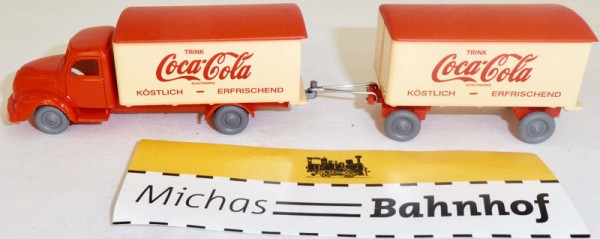 TRINK
Coca-Cola
KÖSTLICH – ERFRISCHEND
TRINK
Coca-Cola
KÖSTLICH – ERFRISCHEND
Michas Bahnhof